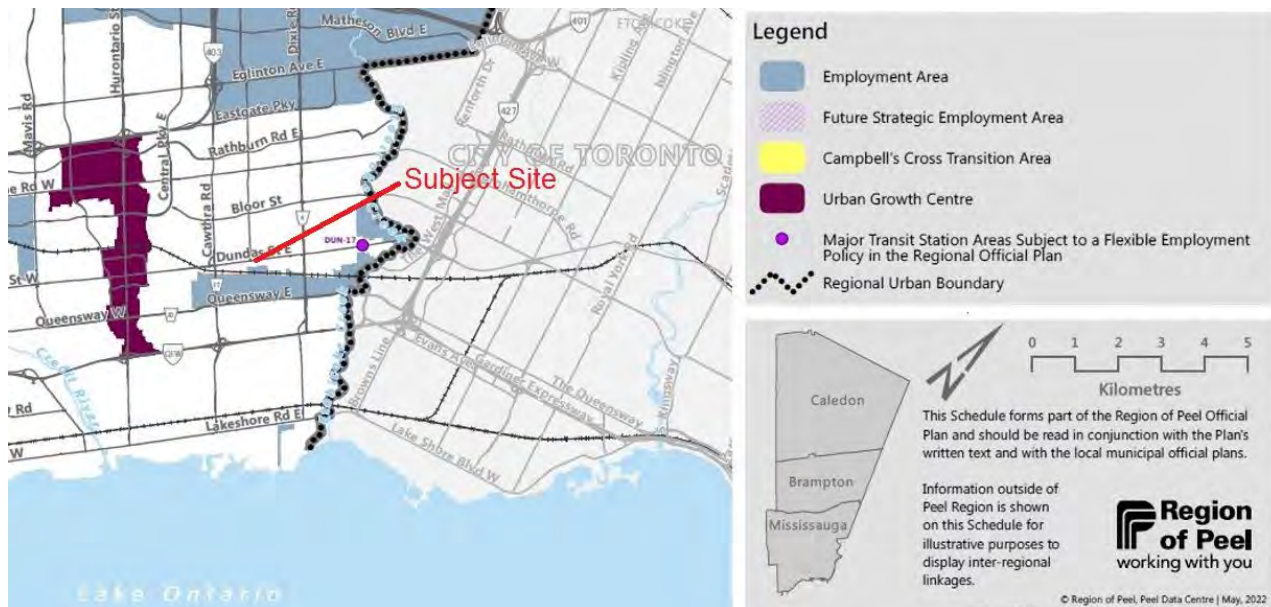 Mavis Rd
Hurontario St
403
Dixie Rd
Matheson Blvd E
401
ETOBICOKE
Eglinton Ave W
Kipling Ave
Islington Ave
Eglinton Ave E
Renforth Dr
427
Eastgate Pky
Central Pky E
Rathburn Rd E
Rathburn Rd
CITY OF TORONTO
Subject Site
Cawthra Rd
Bloor St
DUN-17
Dundas St E
Royal York Rd
St W
Queensway E
Queensway W
QEW
Credit River
Browns Line
Evans Ave
Gardiner Expressway
The Queensway
S Kingsway
Lakeshore Rd E
Lake Shore Blvd W
Lake Ontario
Legend
Employment Area
Future Strategic Employment Area
Campbell's Cross Transition Area
Urban Growth Centre
Major Transit Station Areas Subject to a Flexible Employment
Policy in the Regional Official Plan
Regional Urban Boundary
N
0 1 2 3 4 5
Kilometres
Caledon
Brampton
Mississauga
This Schedule forms part of the Region of Peel Official
Plan and should be read in conjunction with the Plan's
written text and with the local municipal official plans.
Information outside of
Peel Region is shown
on this Schedule for
illustrative purposes to
display inter-regional
linkages.
Region
of Peel
working with you
© Region of Peel, Peel Data Centre | May, 2022